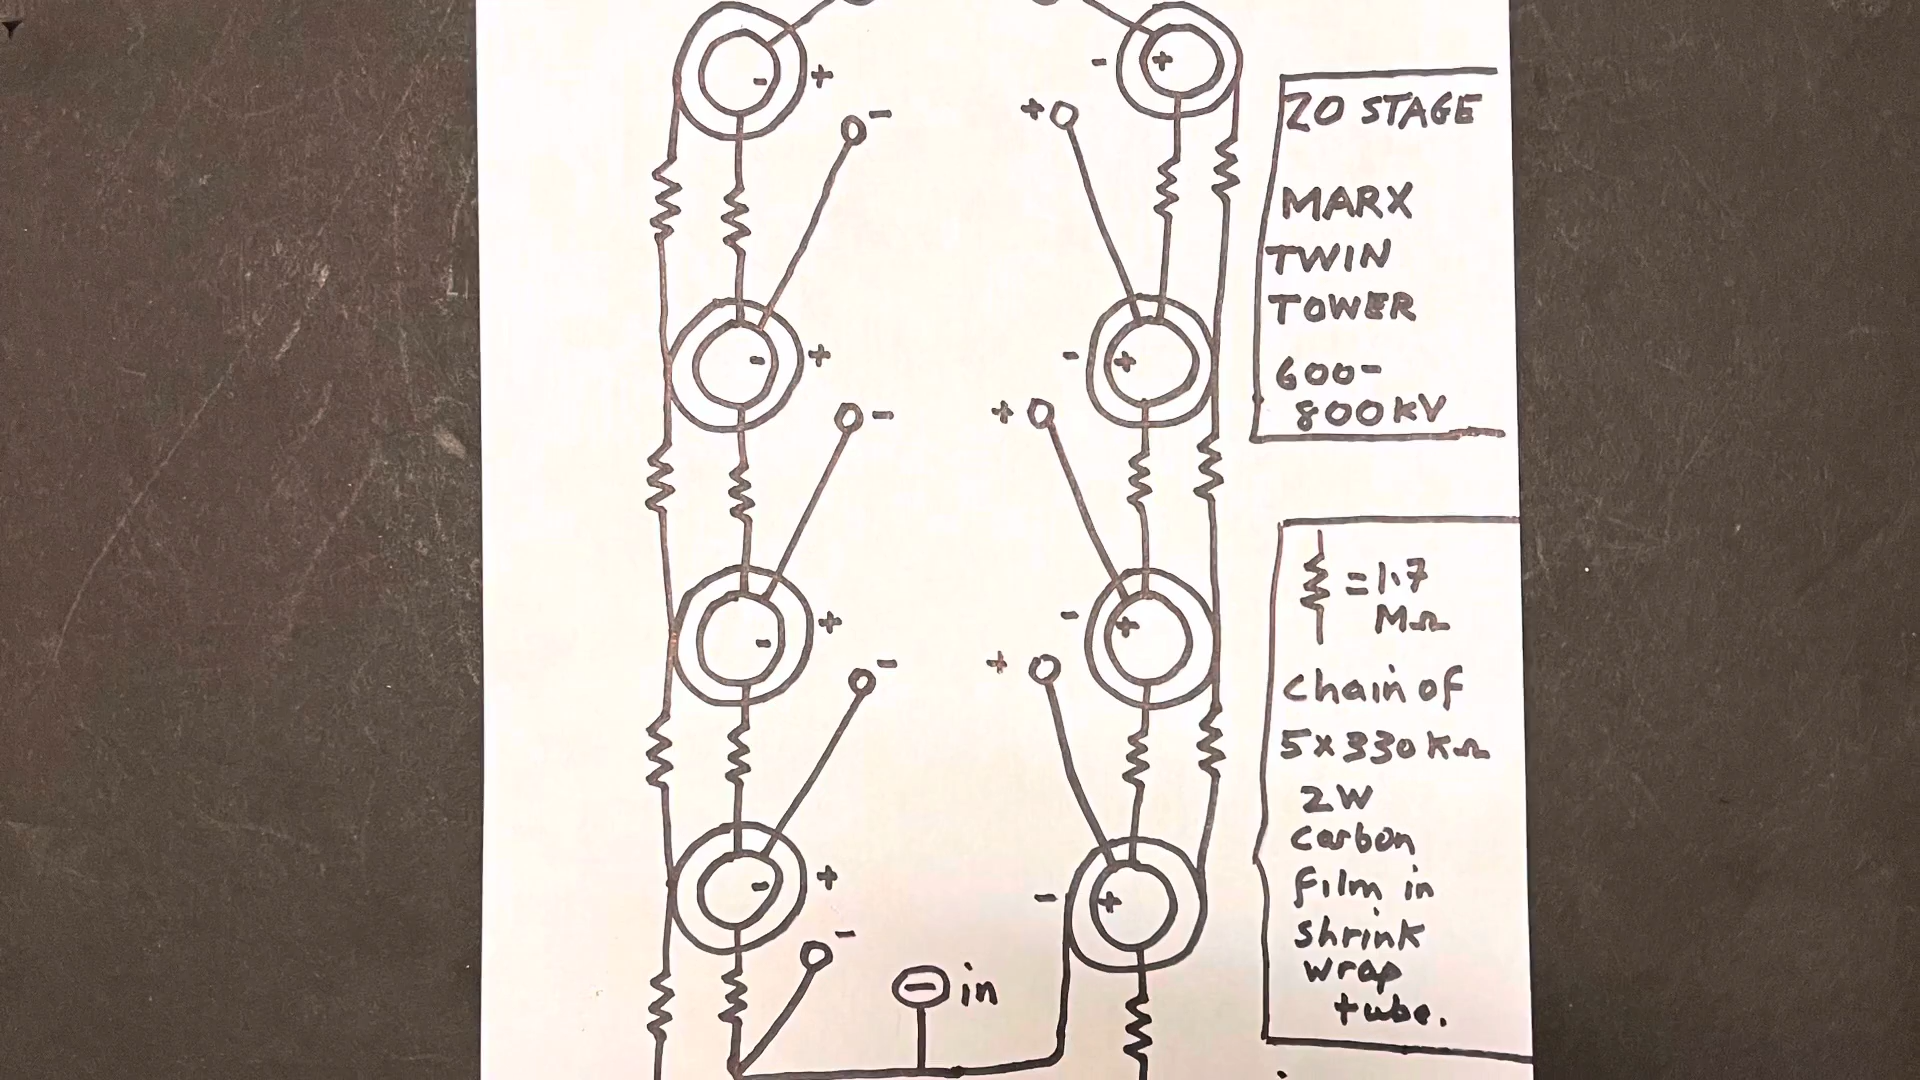 - +
- +
+ -
- +
- +
+ -
- +
- +
+ -
- +
- +
-
- in
20 STAGE
MARX
TWIN
TOWER
600-
800kV
=1.7
MΩ
chain of
5x330KΩ
2W
carbon
film in
shrink
wrap
tube.